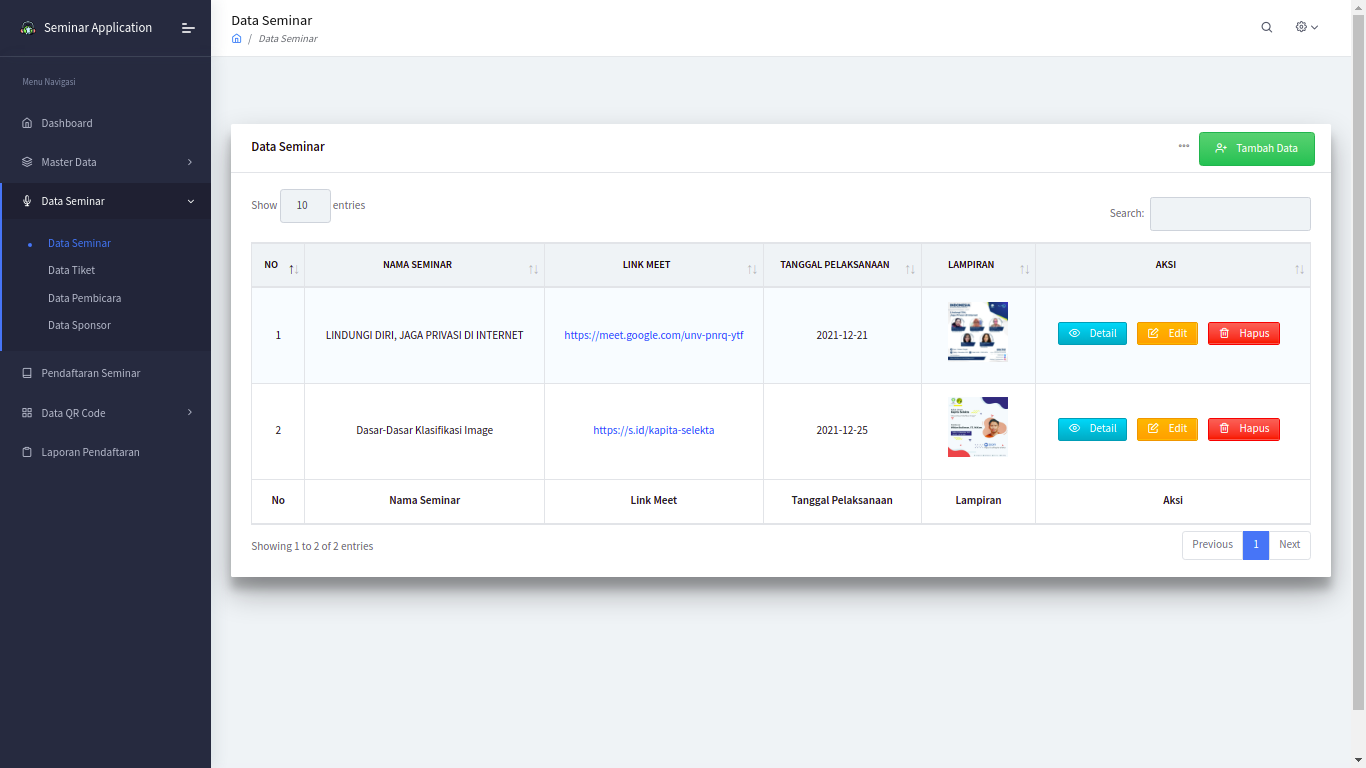 Seminar Application
Menu Navigasi
Dashboard
Master Data
Data Seminar
Data Seminar
Data Tiket
Data Pembicara
Data Sponsor
Pendaftaran Seminar
Data QR Code
Laporan Pendaftaran
Data Seminar
/ Data Seminar
Data Seminar
Tambah Data
Show 10 entries
Search:
NO NAMA SEMINAR LINK MEET TANGGAL PELAKSANAAN LAMPIRAN AKSI
1 LINDUNGI DIRI, JAGA PRIVASI DI INTERNET https://meet.google.com/unv-pnrq-ytf 2021-12-21 Detail Edit Hapus
2 Dasar-Dasar Klasifikasi Image https://s.id/kapita-selekta 2021-12-25 Detail Edit Hapus
No Nama Seminar Link Meet Tanggal Pelaksanaan Lampiran Aksi
Showing 1 to 2 of 2 entries
Previous 1 Next